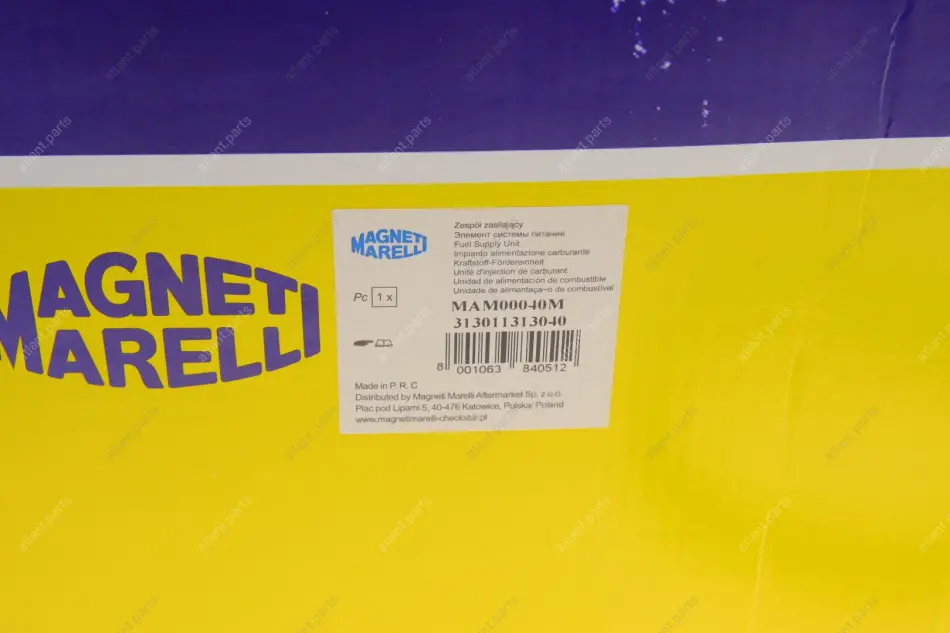 MAGNETI
MARELLI
MAGNETI
MARELLI
Zespół zasilający
Элемент системы питания
Fuel Supply Unit
Impianto alimentazione carburante
Kraftstoff-Fördereinheit
Unité d'injection de carburant
Unidad de alimentación de combustible
Unidade de alimentaça~o de combustível
Pc 1 x
MAM00040M
313011313040
8 001063 840512
Made in P. R. C
Distributed by Magneti Marelli Aftermarket Sp. z o.o.
Plac pod Lipami 5, 40-476 Katowice, Polska/ Poland
www.magnetimarelli-checkstar.pl
atlant.parts